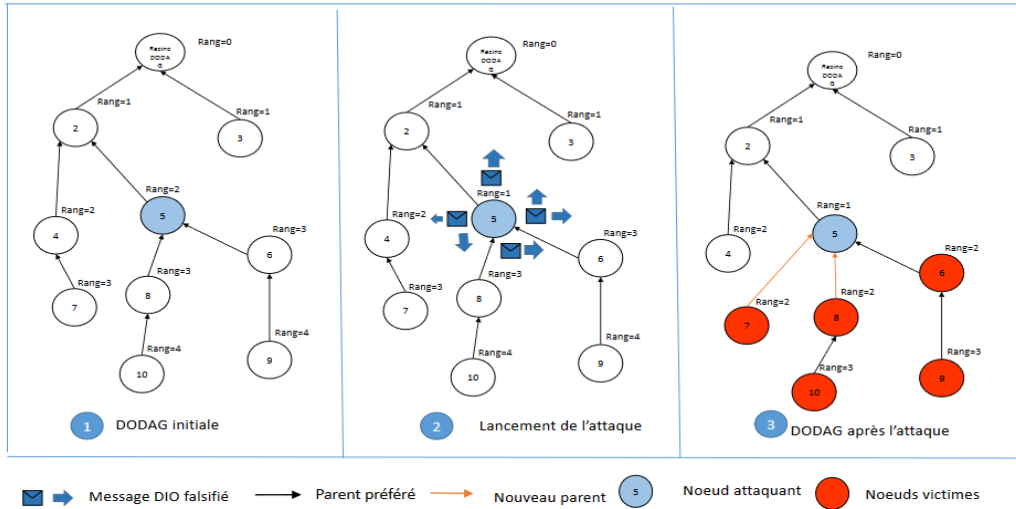 Racine
DODA
G
Rang=0
Rang=1
2
Rang=1
3
Rang=2
5
Rang=2
4
Rang=3
6
Rang=3
7
Rang=3
8
Rang=4
10
Rang=4
9
1 DODAG initiale
Racine
DODA
G
Rang=0
Rang=1
2
Rang=1
3
Rang=1
5
Rang=2
4
Rang=3
6
Rang=3
7
Rang=3
8
Rang=4
10
Rang=4
9
2 Lancement de l’attaque
Racine
DODA
G
Rang=0
Rang=1
2
Rang=1
3
Rang=1
5
Rang=2
4
Rang=2
6
Rang=2
7
Rang=2
8
Rang=3
10
Rang=3
9
3 DODAG après l’attaque
Message DIO falsifié
Parent préféré
Nouveau parent
5
Noeud attaquant
Noeuds victimes